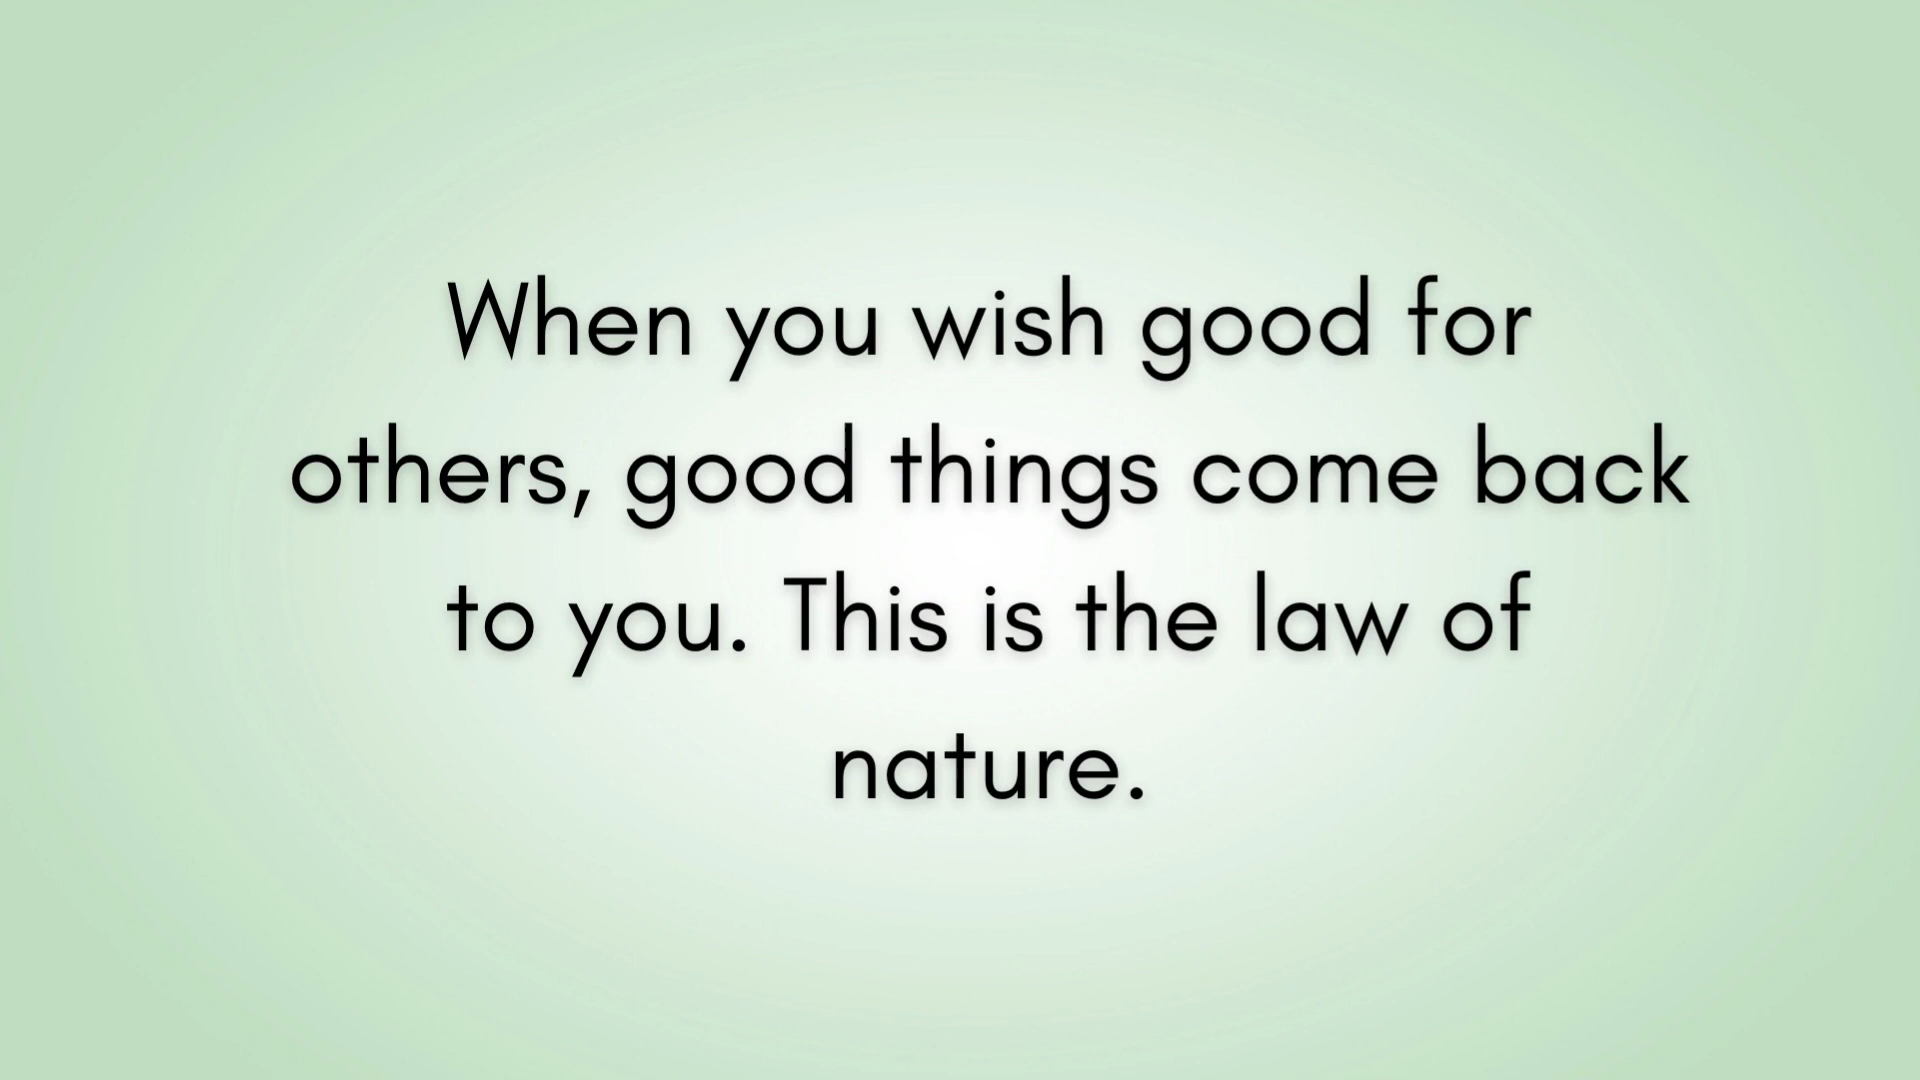 When you wish good for
others, good things come back
to you. This is the law of
nature.